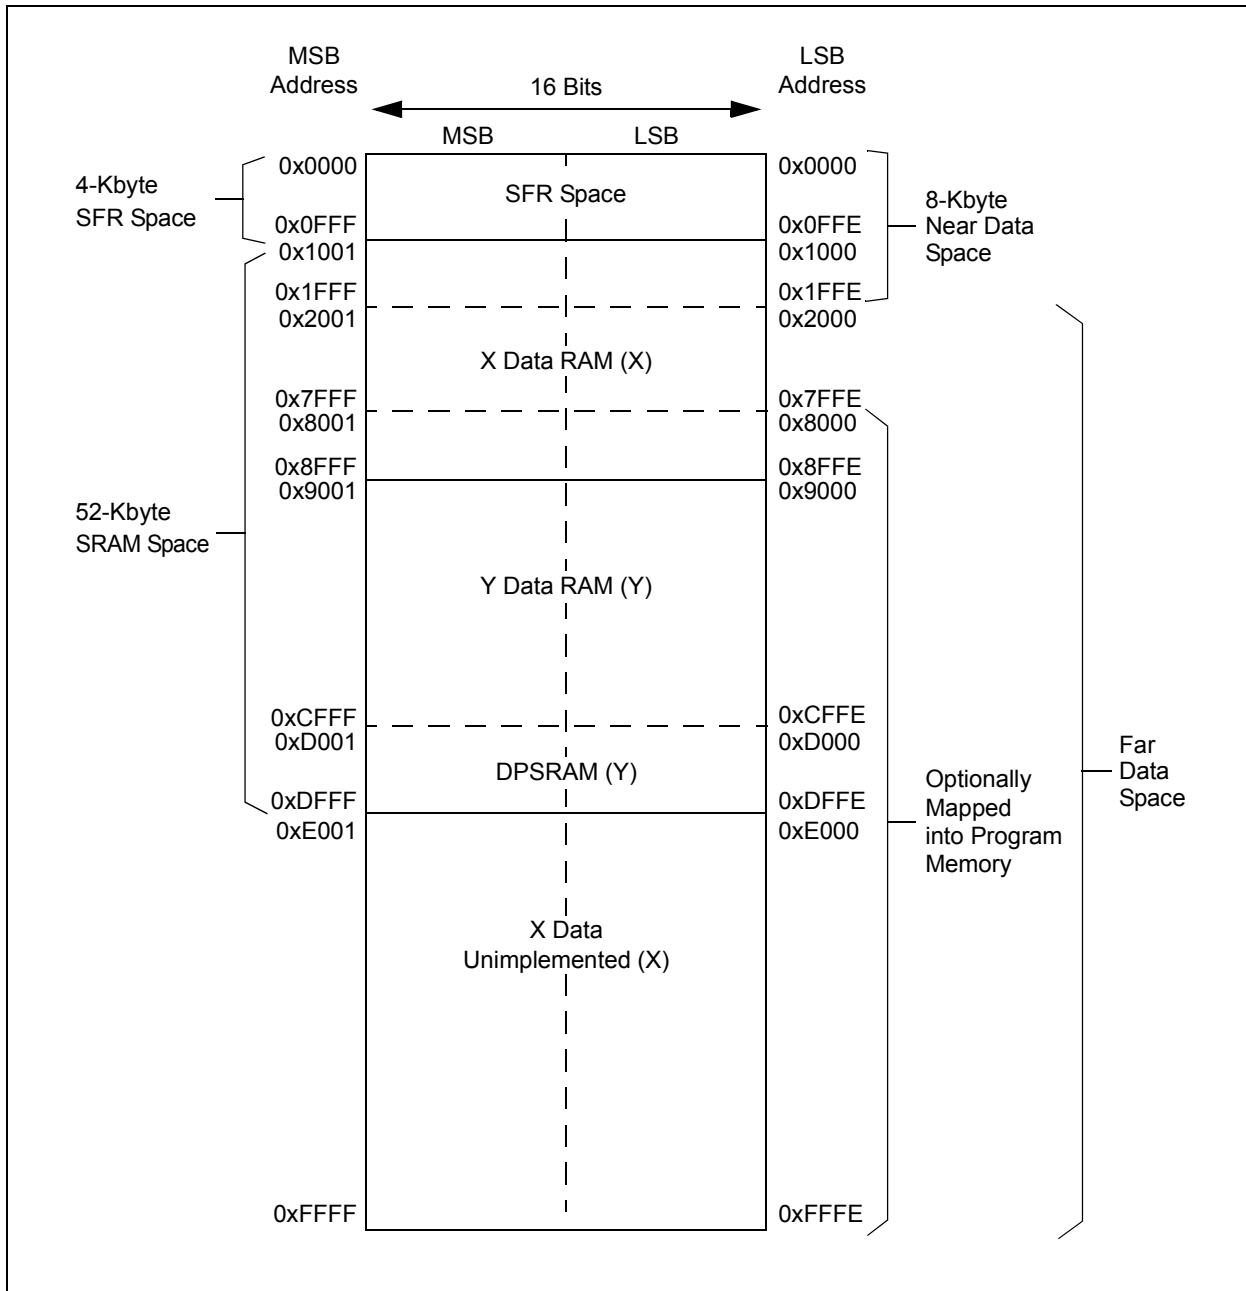 MSB
Address
LSB
Address
16 Bits
MSB
LSB
4-Kbyte
SFR Space
0x0000
0x0FFF
0x1001
SFR Space
0x0000
0x0FFE
0x1000
8-Kbyte
Near Data
Space
0x1FFF
0x2001
0x1FFE
0x2000
X Data RAM (X)
0x7FFF
0x8001
0x7FFE
0x8000
0x8FFF
0x9001
0x8FFE
0x9000
52-Kbyte
SRAM Space
Y Data RAM (Y)
0xCFFF
0xD001
0xCFFE
0xD000
DPSRAM (Y)
0xDFFF
0xE001
0xDFFE
0xE000
Optionally
Mapped
into Program
Memory
Far
Data
Space
X Data
Unimplemented (X)
0xFFFF
0xFFFE